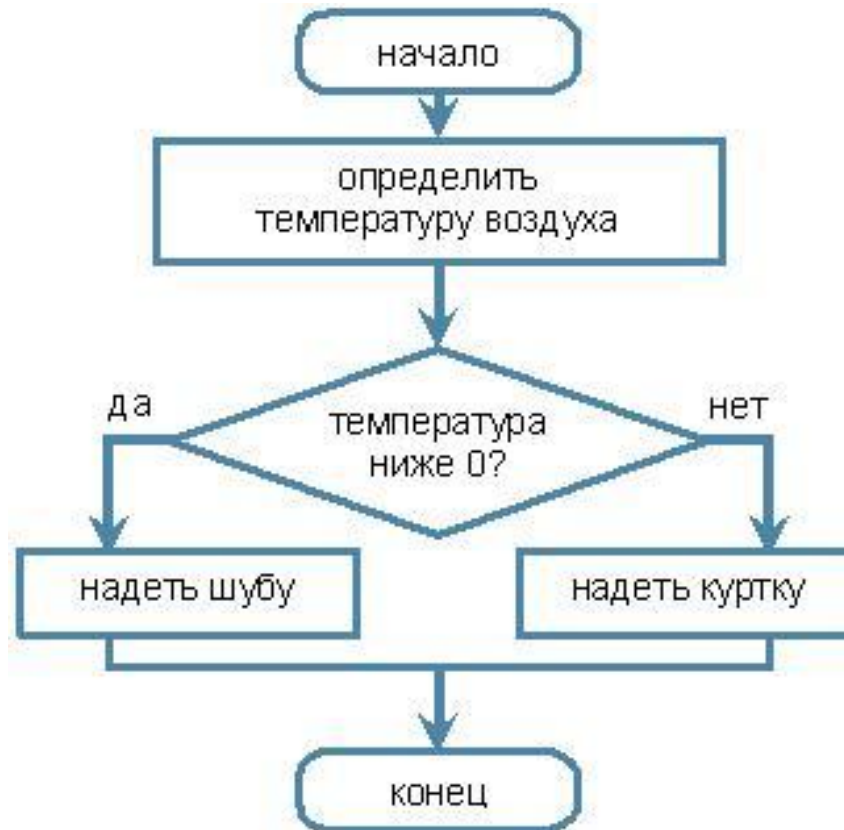 начало
определить
температуру воздуха
да
нет
температура
ниже 0?
надеть шубу
надеть куртку
конец